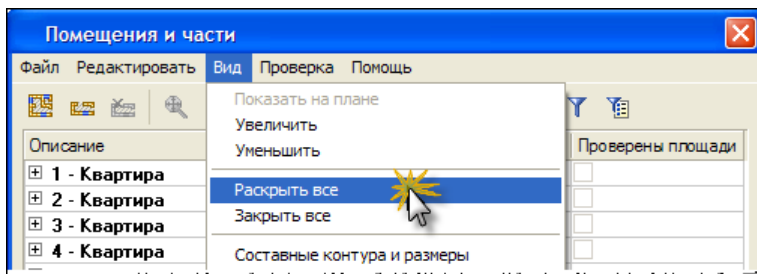 Помещения и части
Файл Редактировать Вид Проверка Помощь
Показать на плане
Увеличить
Уменьшить
Раскрыть все
Закрыть все
Составные контура и размеры
Описание
Проверены площади
1 - Квартира
2 - Квартира
3 - Квартира
4 - Квартира